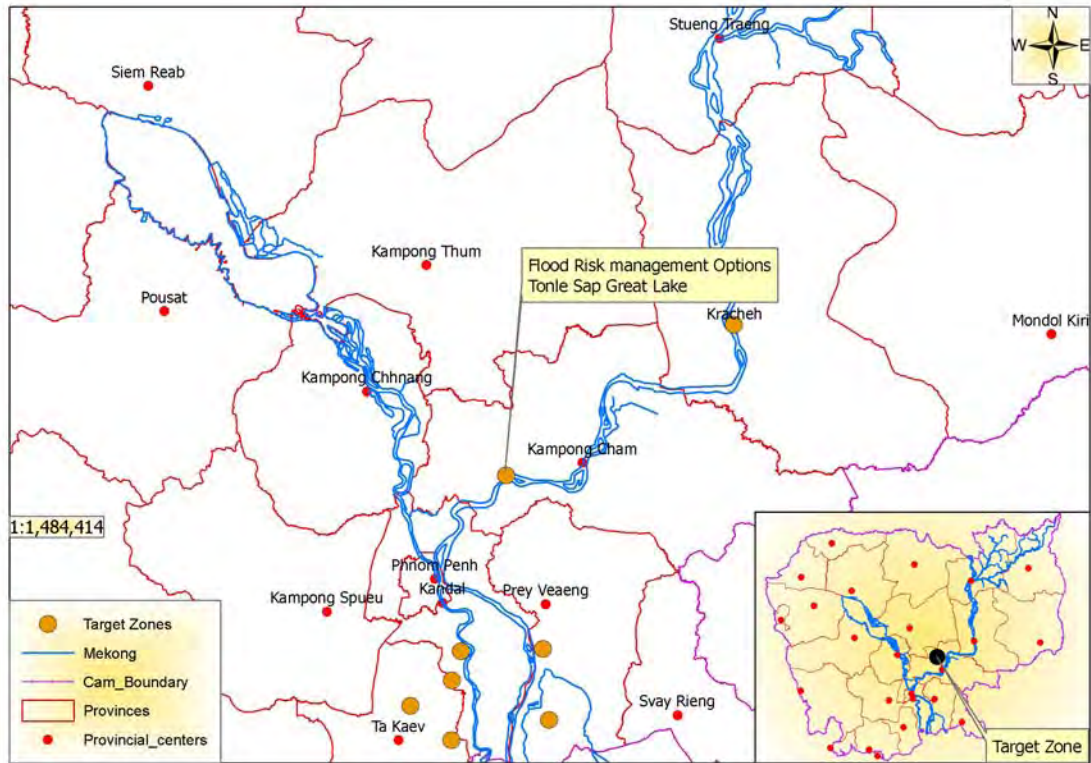 Stueng Traeng
N
W
E
S
Siem Reab
Kampong Thum
Flood Risk management Options
Tonle Sap Great Lake
Pousat
Kracheh
Mondol Kiri
Kampong Chhnang
Kampong Cham
1:1,484,414
Phnom Penh
Kandal
Prey Veaeng
Kampong Spueu
Svay Rieng
Ta Kaev
Target Zones
Mekong
Cam_Boundary
Provinces
Provincial_centers
Target Zone